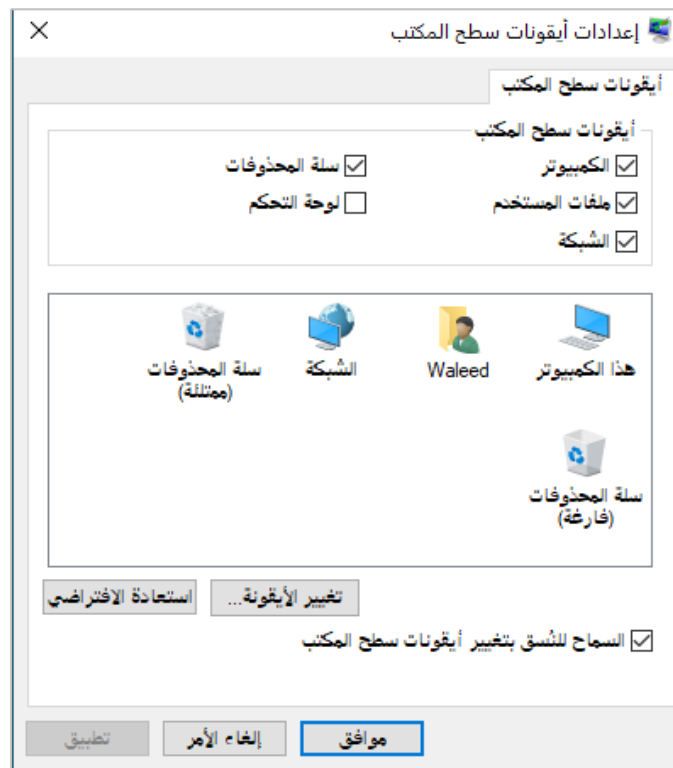 إعدادات أيقونات سطح المكتب
أيقونات سطح المكتب
أيقونات سطح المكتب
الكمبيوتر
سلة المحذوفات
ملفات المستخدم
لوحة التحكم
الشبكة
هذا الكمبيوتر
Waleed
الشبكة
سلة المحذوفات
(ممتلئة)
سلة المحذوفات
(فارغة)
تغيير الأيقونة...
استعادة الافتراضي
السماح للنُسق بتغيير أيقونات سطح المكتب
موافق
إلغاء الأمر
تطبيق